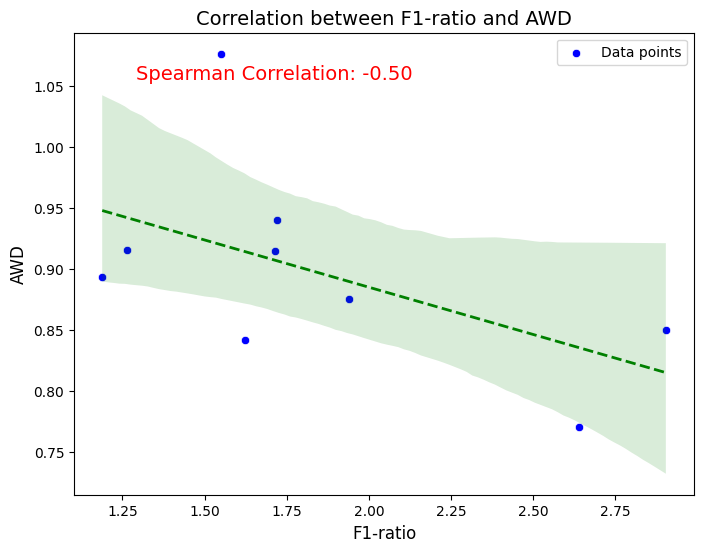 Correlation between F1-ratio and AWD
Data points
Spearman Correlation: -0.50
1.05
1.00
0.95
0.90
0.85
0.80
0.75
AWD
1.25
1.50
1.75
2.00
2.25
2.50
2.75
F1-ratio